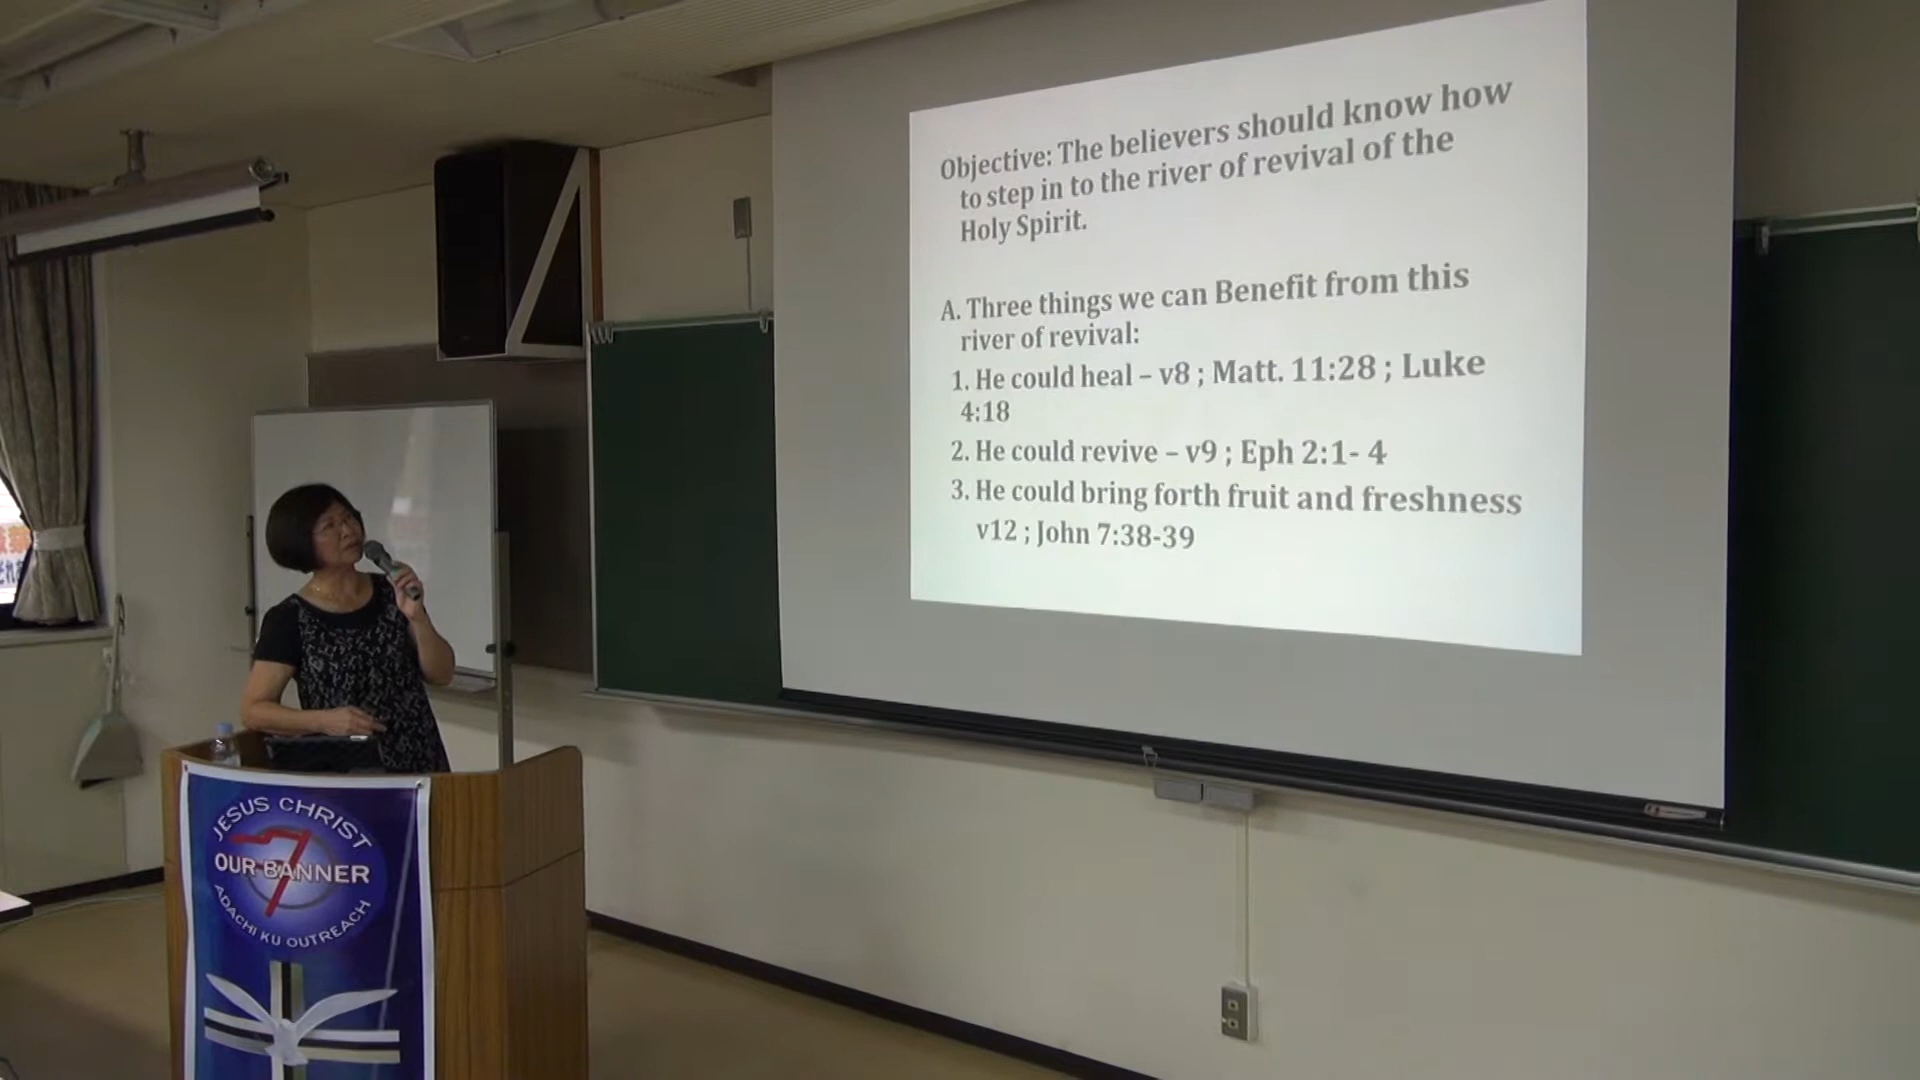 Objective: The believers should know how
to step in to the river of revival of the
Holy Spirit.
A. Three things we can Benefit from this
river of revival:
1. He could heal – v8 ; Matt. 11:28 ; Luke
4:18
2. He could revive – v9 ; Eph 2:1- 4
3. He could bring forth fruit and freshness
v12 ; John 7:38-39
JESUS CHRIST
OUR BANNER
ADACHI KU OUTREACH